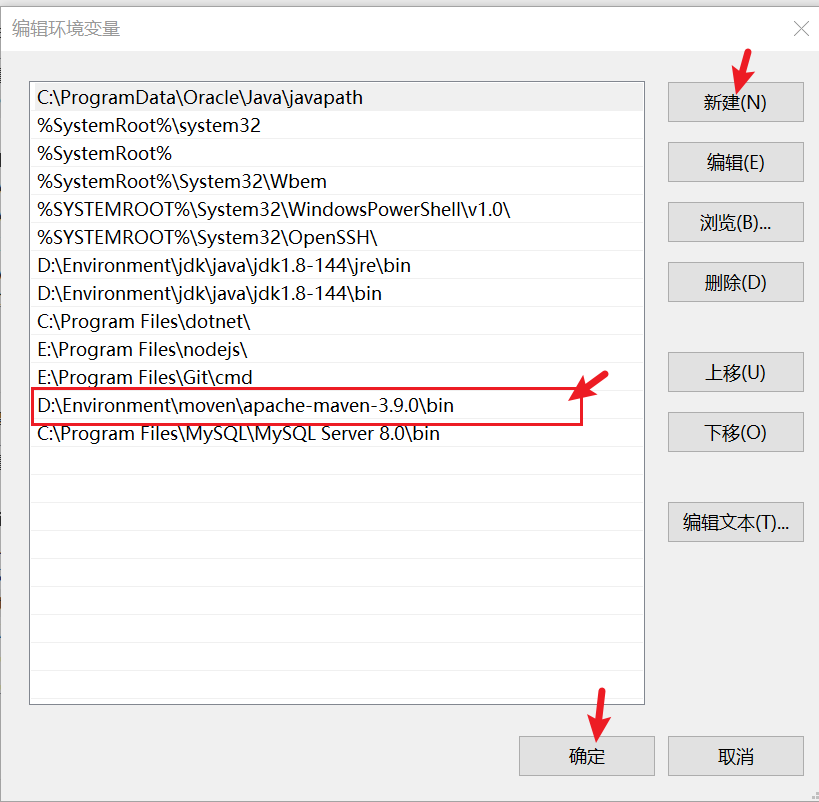 编辑环境变量
C:\ProgramData\Oracle\Java\javapath
%SystemRoot%\system32
%SystemRoot%
%SystemRoot%\System32\Wbem
%SYSTEMROOT%\System32\WindowsPowerShell\v1.0\
%SYSTEMROOT%\System32\OpenSSH\
D:\Environment\jdk\java\jdk1.8-144\jre\bin
D:\Environment\jdk\java\jdk1.8-144\bin
C:\Program Files\dotnet\
E:\Program Files\nodejs\
E:\Program Files\Git\cmd
D:\Environment\moven\apache-maven-3.9.0\bin
C:\Program Files\MySQL\MySQL Server 8.0\bin
新建(N)
编辑(E)
浏览(B)...
删除(D)
上移(U)
下移(O)
编辑文本(T)...
确定
取消